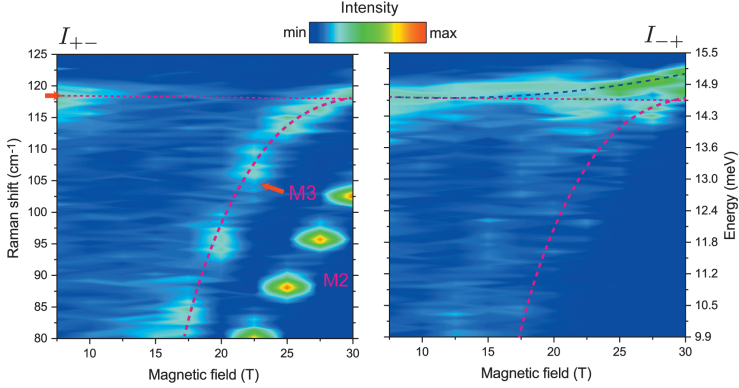 Intensity
min max
I+−
I−+
125
120
115
110
105
100
95
90
85
80
Raman shift (cm-1)
M3
M2
10 15 20 25 30
Magnetic field (T)
10 15 20 25 30
Magnetic field (T)
15.5
14.9
14.3
13.6
13.0
12.4
11.8
11.2
10.5
9.9
Energy (meV)